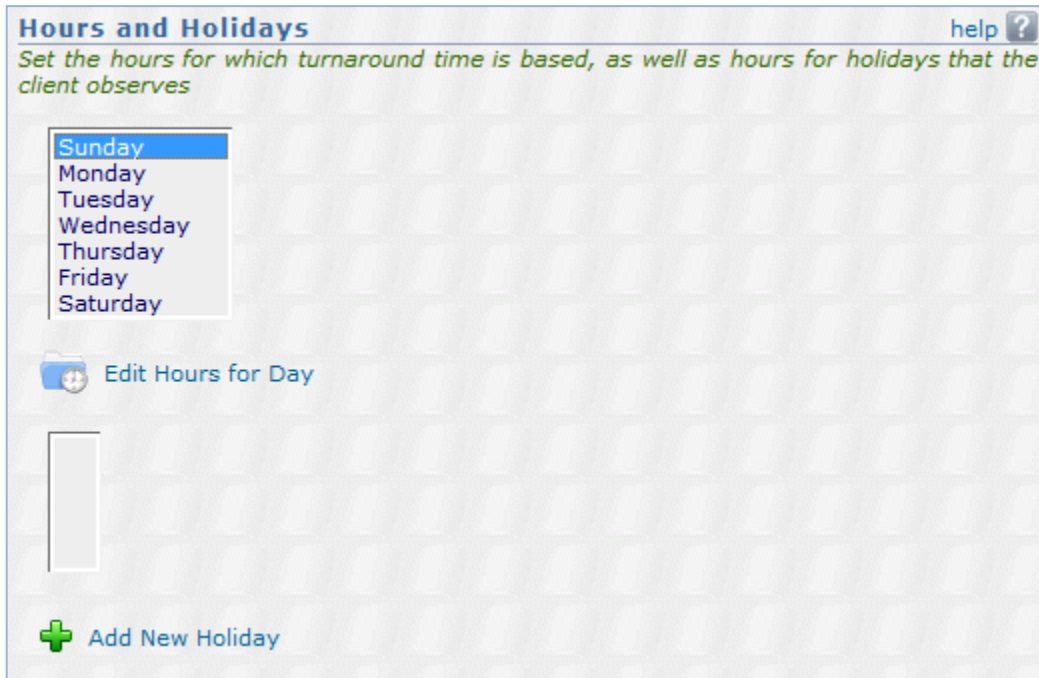 Hours and Holidays
help ?
Set the hours for which turnaround time is based, as well as hours for holidays that the
client observes
Sunday
Monday
Tuesday
Wednesday
Thursday
Friday
Saturday
Edit Hours for Day
Add New Holiday